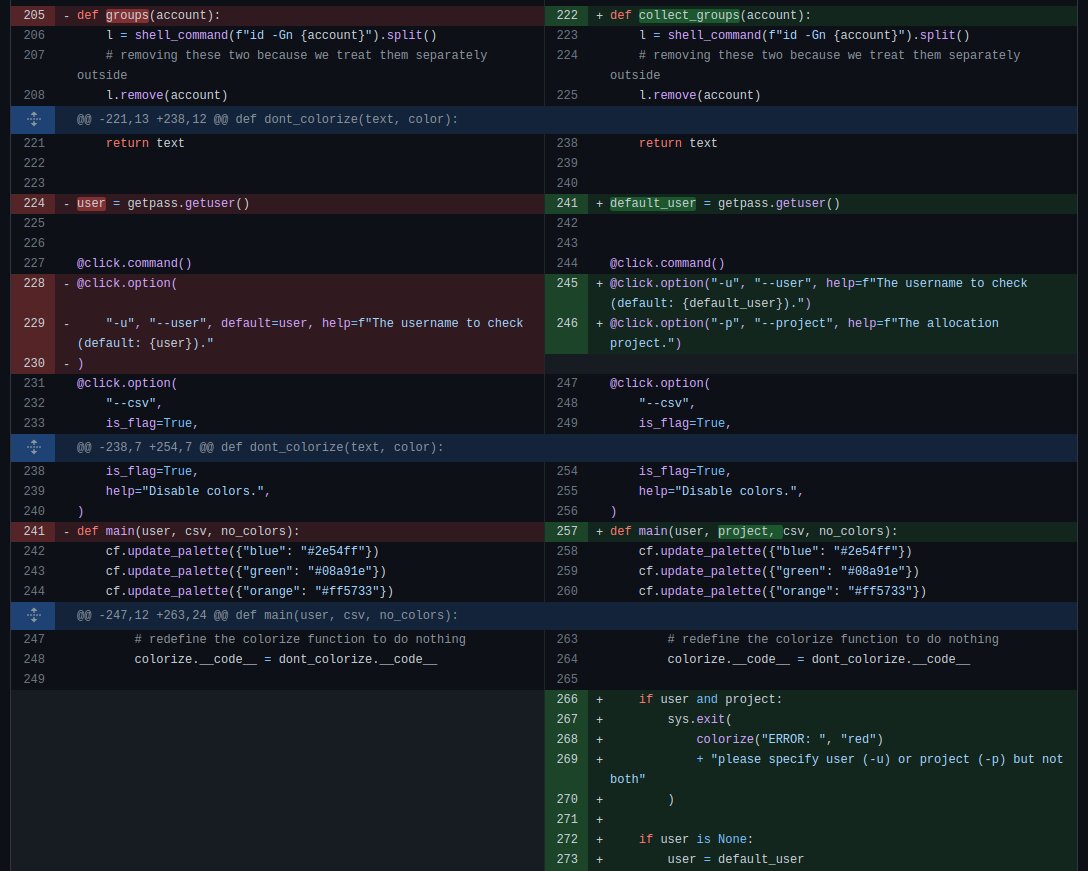 205 - def groups(account):
206 l = shell_command(f"id -Gn {account}").split()
207 # removing these two because we treat them separately
outside
208 l.remove(account)
@@ -221,13 +238,12 @@ def dont_colorize(text, color):
221 return text
222
223
224 - user = getpass.getuser()
225
226
227 @click.command()
228 - @click.option(
229 - "-u", "--user", default=user, help=f"The username to check
(default: {user})."
230 - )
231 @click.option(
232 "--csv",
233 is_flag=True,
@@ -238,7 +254,7 @@ def dont_colorize(text, color):
238 is_flag=True,
239 help="Disable colors.",
240 )
241 - def main(user, csv, no_colors):
242 cf.update_palette({"blue": "#2e54ff"})
243 cf.update_palette({"green": "#08a91e"})
244 cf.update_palette({"orange": "#ff5733"})
@@ -247,12 +263,24 @@ def main(user, csv, no_colors):
247 # redefine the colorize function to do nothing
248 colorize.__code__ = dont_colorize.__code__
249
222 + def collect_groups(account):
223 l = shell_command(f"id -Gn {account}").split()
224 # removing these two because we treat them separately
outside
225 l.remove(account)
238 return text
239
240
241 + default_user = getpass.getuser()
242
243
244 @click.command()
245 + @click.option("-u", "--user", help=f"The username to check
(default: {default_user}).")
246 + @click.option("-p", "--project", help=f"The allocation
project.")
247 @click.option(
248 "--csv",
249 is_flag=True,
254 is_flag=True,
255 help="Disable colors.",
256 )
257 + def main(user, project, csv, no_colors):
258 cf.update_palette({"blue": "#2e54ff"})
259 cf.update_palette({"green": "#08a91e"})
260 cf.update_palette({"orange": "#ff5733"})
263 # redefine the colorize function to do nothing
264 colorize.__code__ = dont_colorize.__code__
265
266 + if user and project:
267 + sys.exit(
268 + colorize("ERROR: ", "red")
269 + + "please specify user (-u) or project (-p) but not
both"
270 + )
271 +
272 + if user is None:
273 + user = default_user